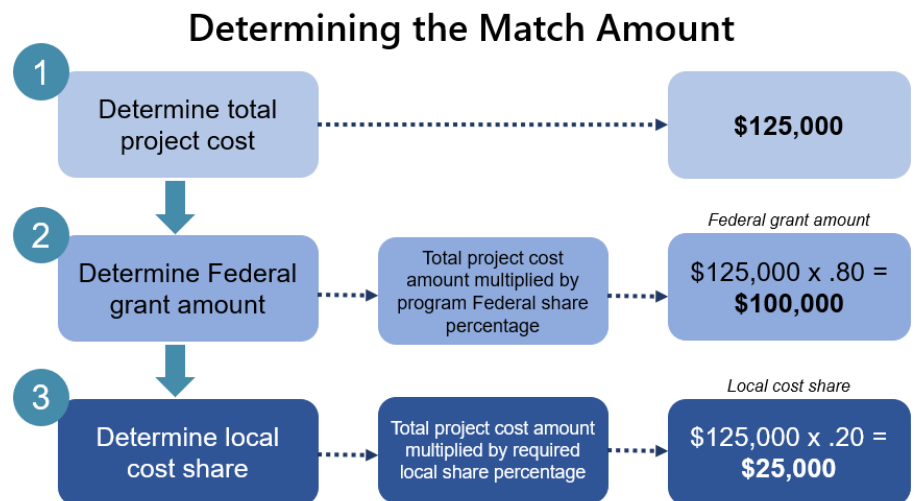 Determining the Match Amount
1
Determine total
project cost
$125,000
2
Determine Federal
grant amount
Total project cost
amount multiplied by
program Federal share
percentage
Federal grant amount
$125,000 x .80 =
$100,000
3
Determine local
cost share
Total project cost amount
multiplied by required
local share percentage
Local cost share
$125,000 x .20 =
$25,000